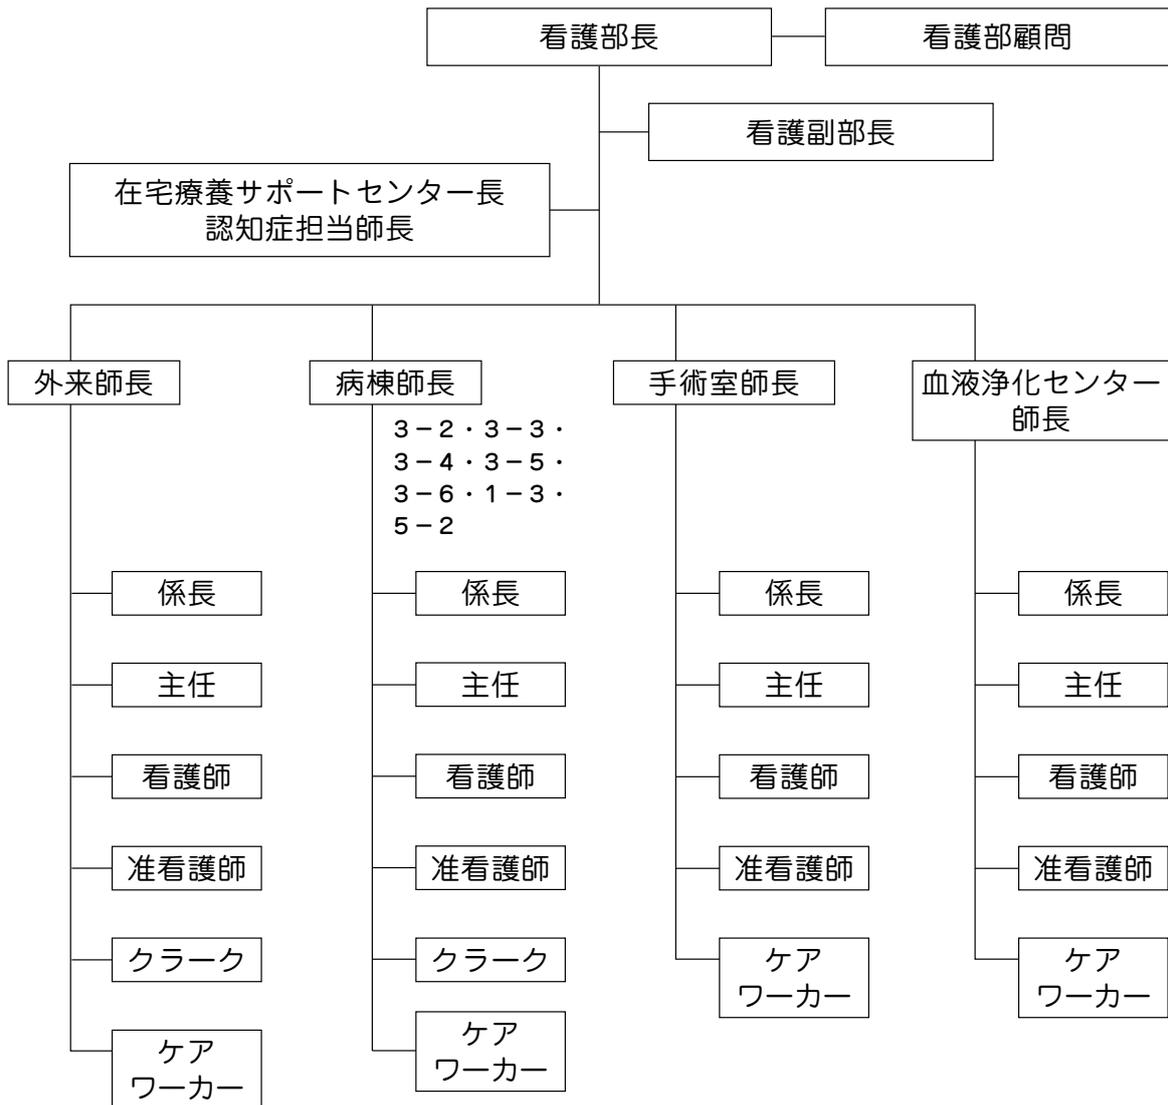 看護部長
看護部顧問
看護副部長
在宅療養サポートセンター長
認知症担当師長
外来師長
病棟師長
手術室師長
血液浄化センター
師長
3-2・3-3・
3-4・3-5・
3-6・1-3・
5-2
係長
係長
係長
係長
主任
主任
主任
主任
看護師
看護師
看護師
看護師
准看護師
准看護師
准看護師
准看護師
クラーク
クラーク
ケア
ワーカー
ケア
ワーカー
ケア
ワーカー
ケア
ワーカー